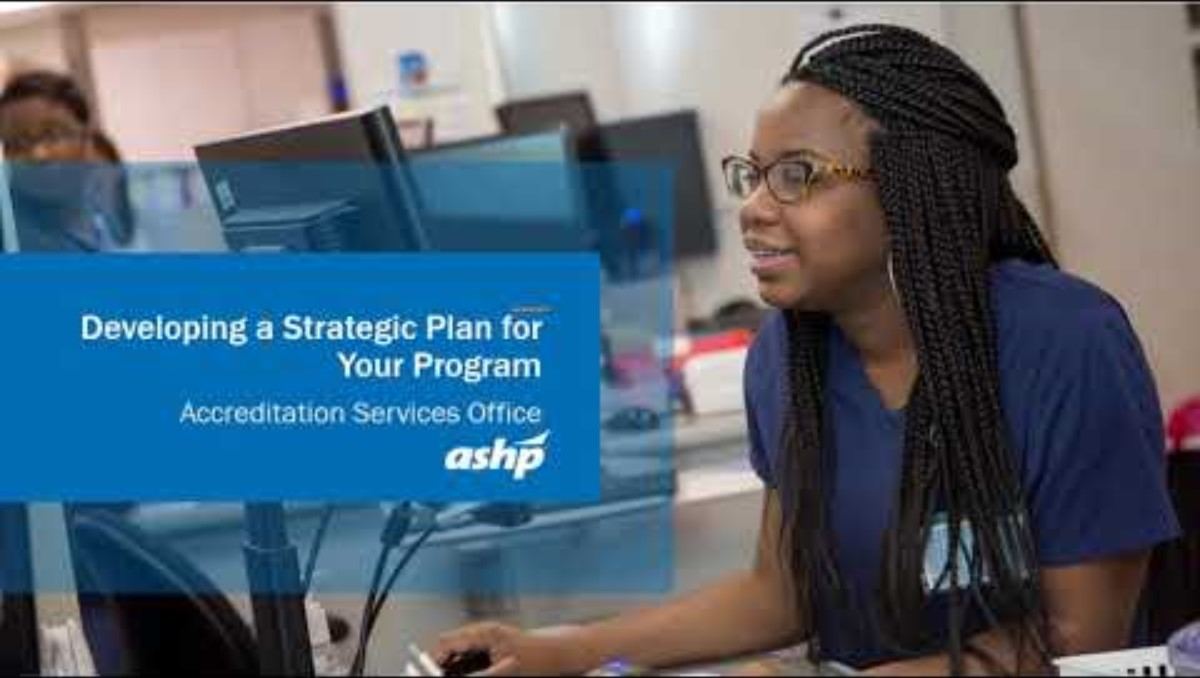 Developing a Strategic Plan for
Your Program
Accreditation Services Office
ashp